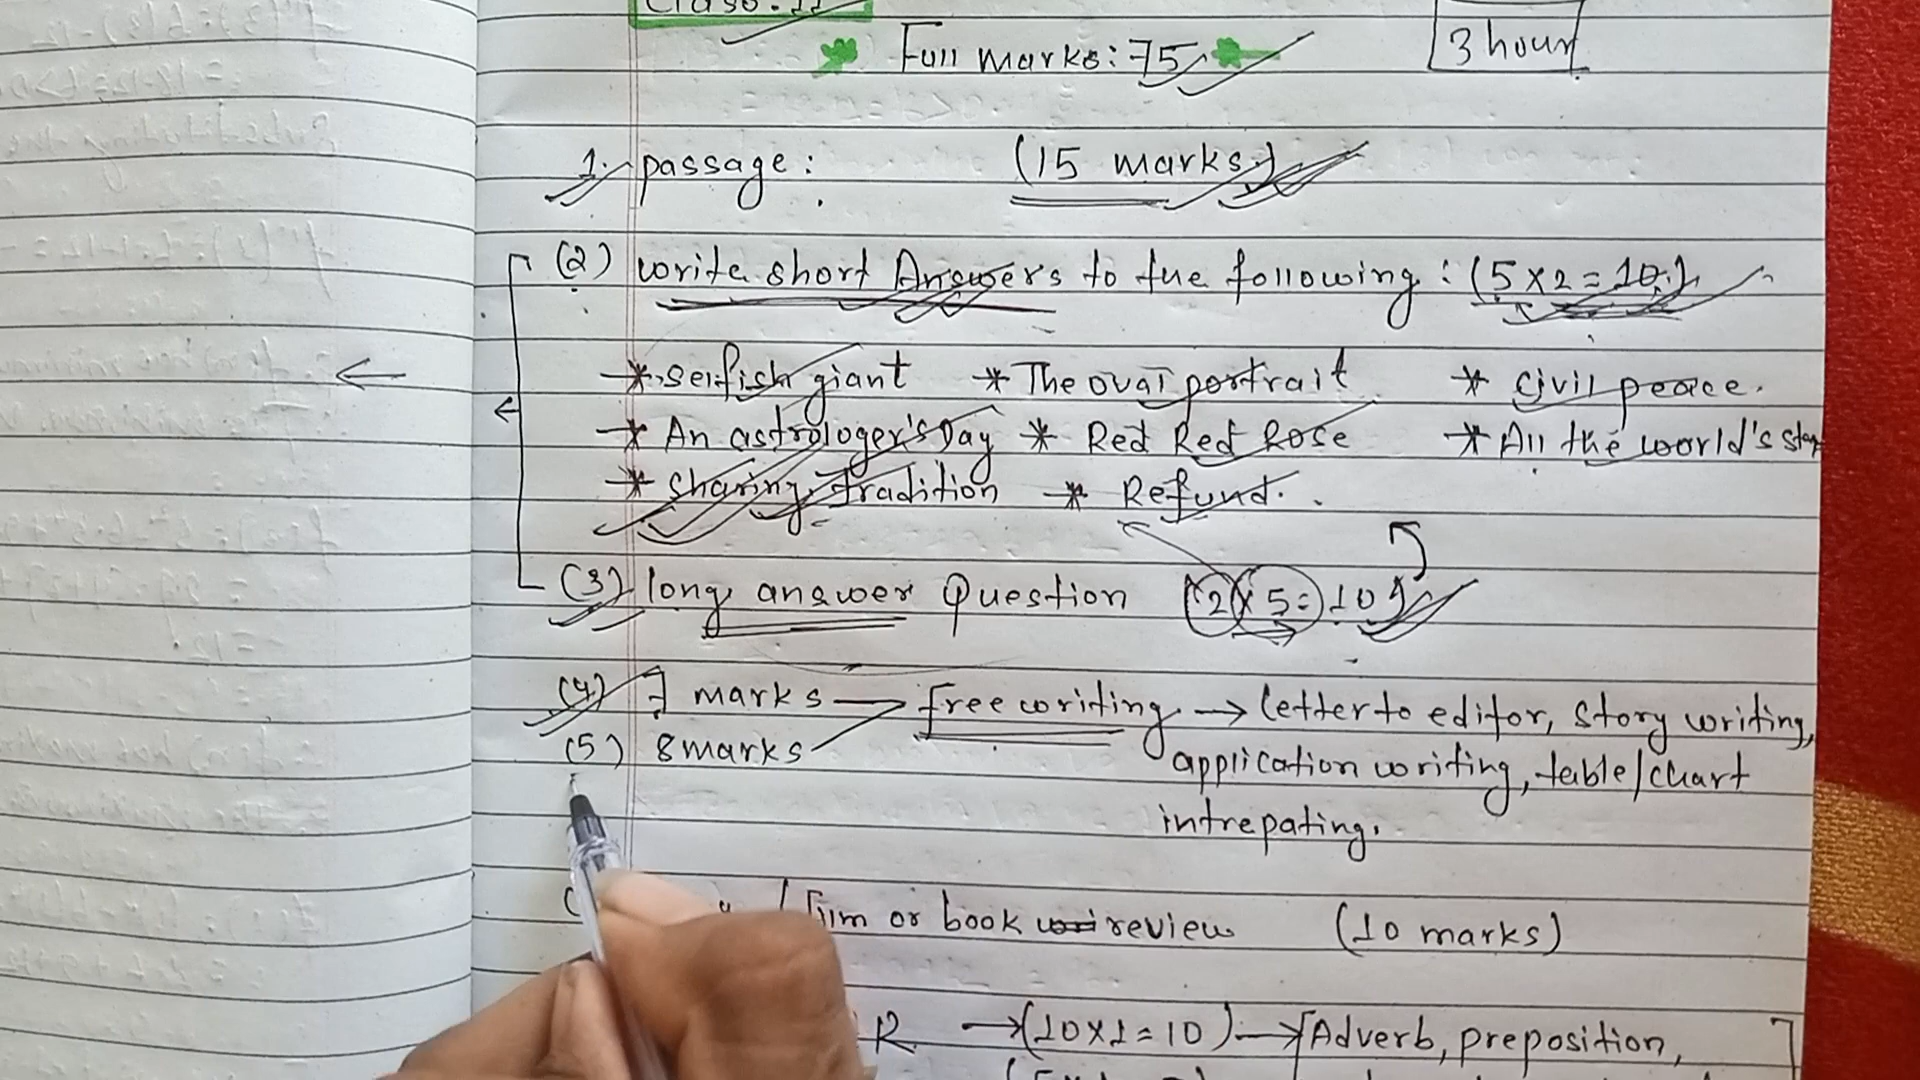 Class: 11
Full marks: 75
3 hour
1. passage: (15 marks)
(2) write short Answers to the following: (5×2=10)
* selfish giant * The oval portrait * civil peace.
* An astrologer's Day * Red Red Rose * All the world's
* sharing tradition * Refund.
(3) long answer Question (2×5=10)
(4) 7 marks → free writing → letter to editor, story writing,
(5) 8 marks application writing, table/chart
intrepating.
film or book review (10 marks)
R → (10×1=10) → Adverb, preposition,